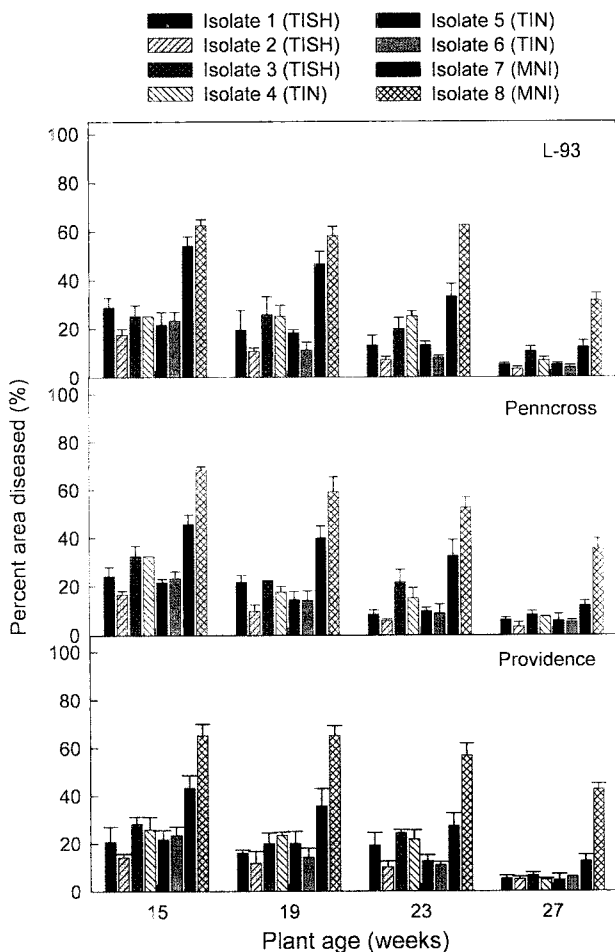 Isolate 1 (TISH)
Isolate 2 (TISH)
Isolate 3 (TISH)
Isolate 4 (TIN)
Isolate 5 (TIN)
Isolate 6 (TIN)
Isolate 7 (MNI)
Isolate 8 (MNI)
Percent area diseased (%)
100
80
60
40
20
0
L-93
100
80
60
40
20
0
Penncross
100
80
60
40
20
0
Providence
15 19 23 27
Plant age (weeks)